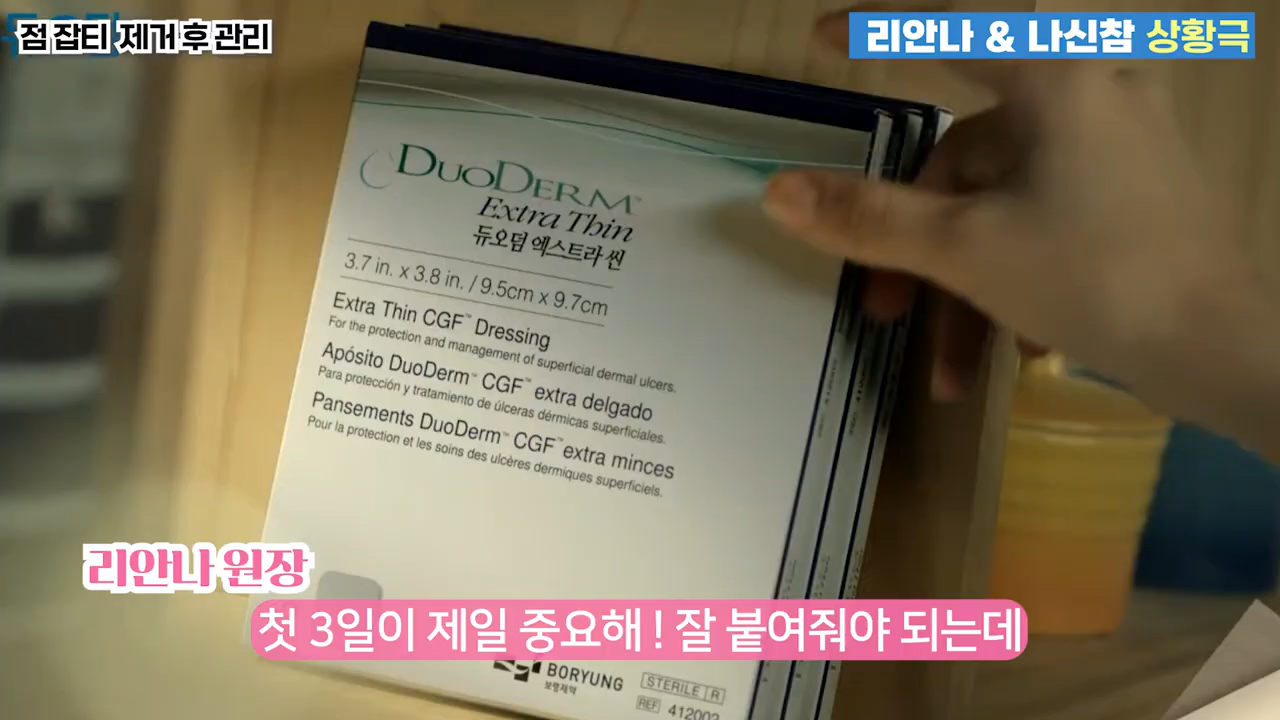 점 잡티 제거 후 관리
리안나 & 나신참 상황극
DUODERM
Extra Thin
듀오덤 엑스트라 씬
3.7 in. x 3.8 in. / 9.5cm x 9.7cm
Extra Thin CGF™ Dressing
For the protection and management of superficial dermal ulcers.
Apósito DuoDerm™ CGF™ extra delgado
Para protección y tratamiento de úlceras dérmicas superficiales.
Pansements DuoDerm™ CGF™ extra minces
Pour la protection et les soins des ulcères dermiques superficiels.
리안나 원장
첫 3일이 제일 중요해 ! 잘 붙여줘야 되는데
BORYUNG
보령제약
STERILE R
REF 412002